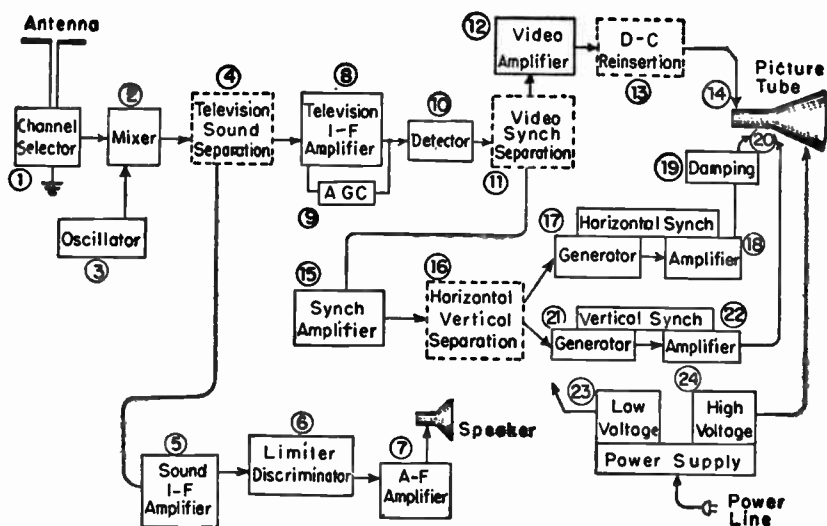 Antenna
1
Channel
Selector
2
Mixer
3
Oscillator
4
Television
Sound
Separation
8
Television
I-F
Amplifier
9
AGC
10
Detector
11
Video
Synch
Separation
12
Video
Amplifier
13
D-C
Reinsertion
14
Picture
Tube
20
19
Damping
15
Synch
Amplifier
16
Horizontal
Vertical
Separation
17
Horizontal Synch
Generator
Amplifier
18
21
Vertical Synch
22
Generator
Amplifier
23
Low
Voltage
24
High
Voltage
Power Supply
Power
Line
5
Sound
I-F
Amplifier
6
Limiter
Discriminator
7
A-F
Amplifier
Speaker